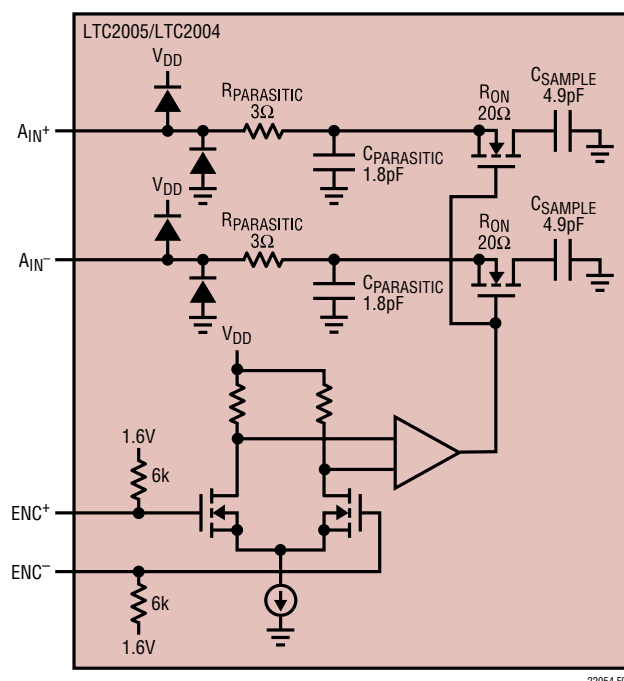 LTC2005/LTC2004
VDD
RPARASITIC
3Ω
CPARASITIC
1.8pF
RON
20Ω
CSAMPLE
4.9pF
AIN+
VDD
RPARASITIC
3Ω
CPARASITIC
1.8pF
RON
20Ω
CSAMPLE
4.9pF
AIN−
VDD
1.6V
6k
ENC+
ENC−
6k
1.6V